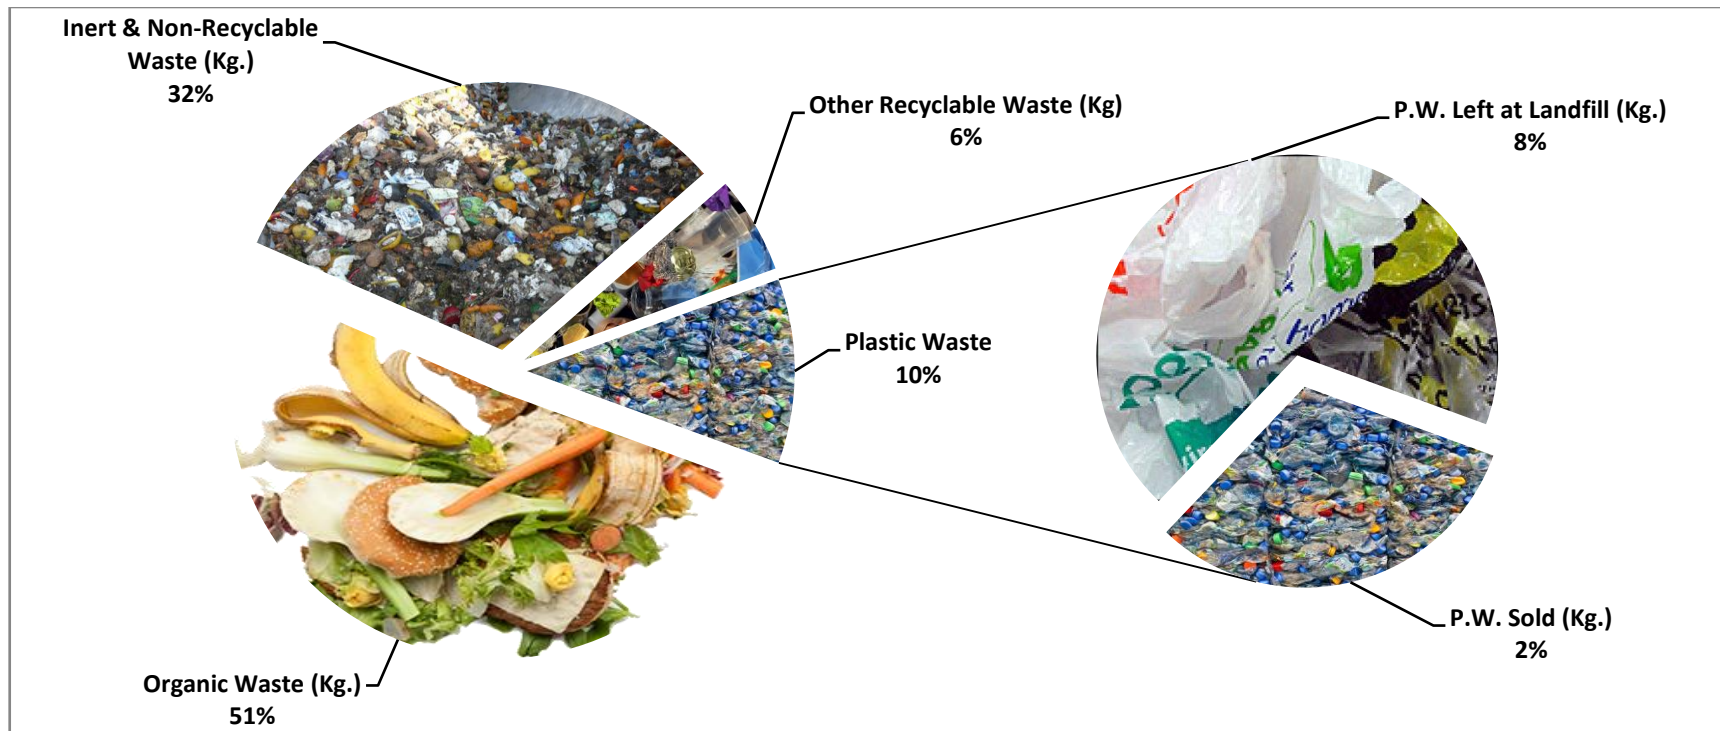 Inert & Non-Recyclable
Waste (Kg.)
32%
Other Recyclable Waste (Kg)
6%
P.W. Left at Landfill (Kg.)
8%
Plastic Waste
10%
P.W. Sold (Kg.)
2%
Organic Waste (Kg.)
51%